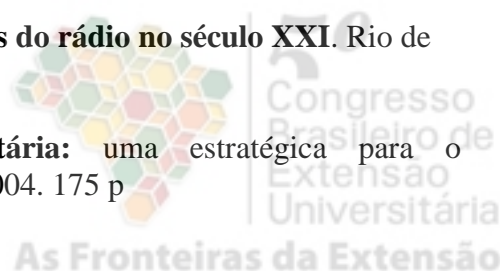 s do rádio no século XXI. Rio de
tária: uma estratégica para o
004. 175 p
5º
Congresso
Brasileiro de
Extensão
Universitária
As Fronteiras da Extensão